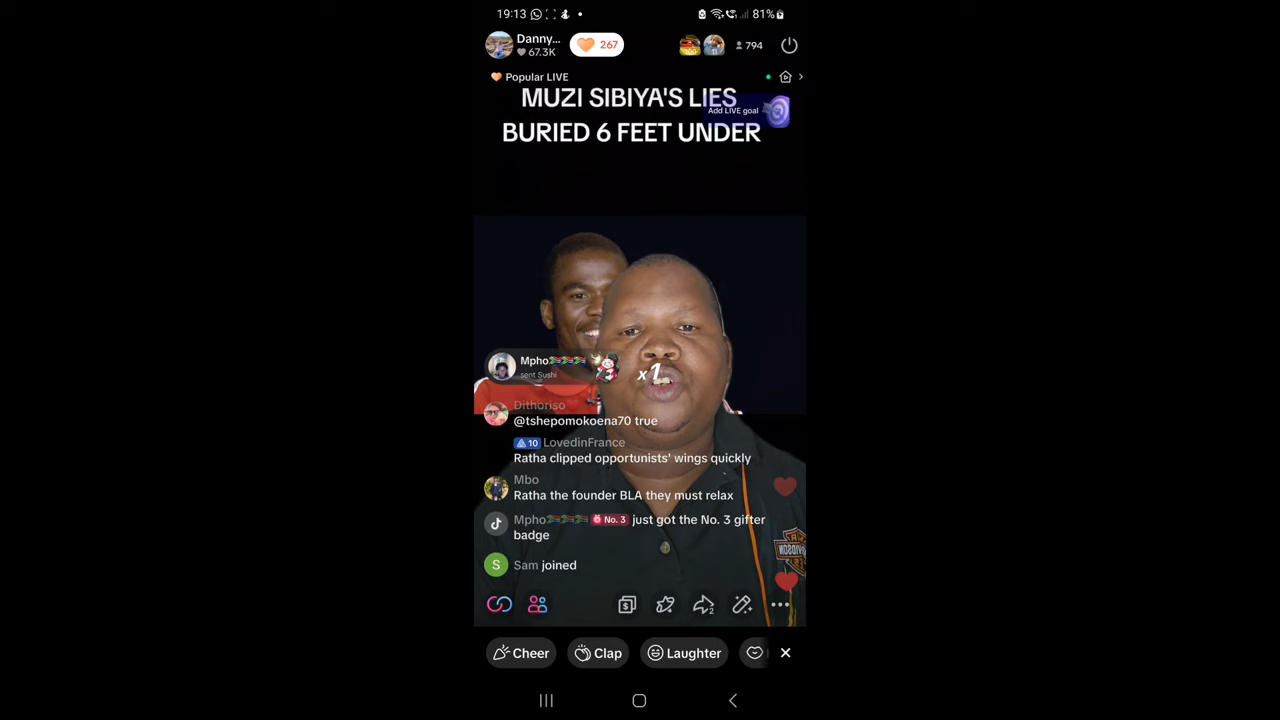 19:13
81%
Danny...
67.3K
267
794
Popular LIVE
MUZI SIBIYA'S LIES
BURIED 6 FEET UNDER
Add LIVE goal
Mpho
sent Sushi
x1
Dithoriso
@tshepomokoena70 true
10 LovedinFrance
Ratha clipped opportunists' wings quickly
Mbo
Ratha the founder BLA they must relax
Mpho No. 3 just got the No. 3 gifter
badge
S
Sam joined
2
Cheer
Clap
Laughter